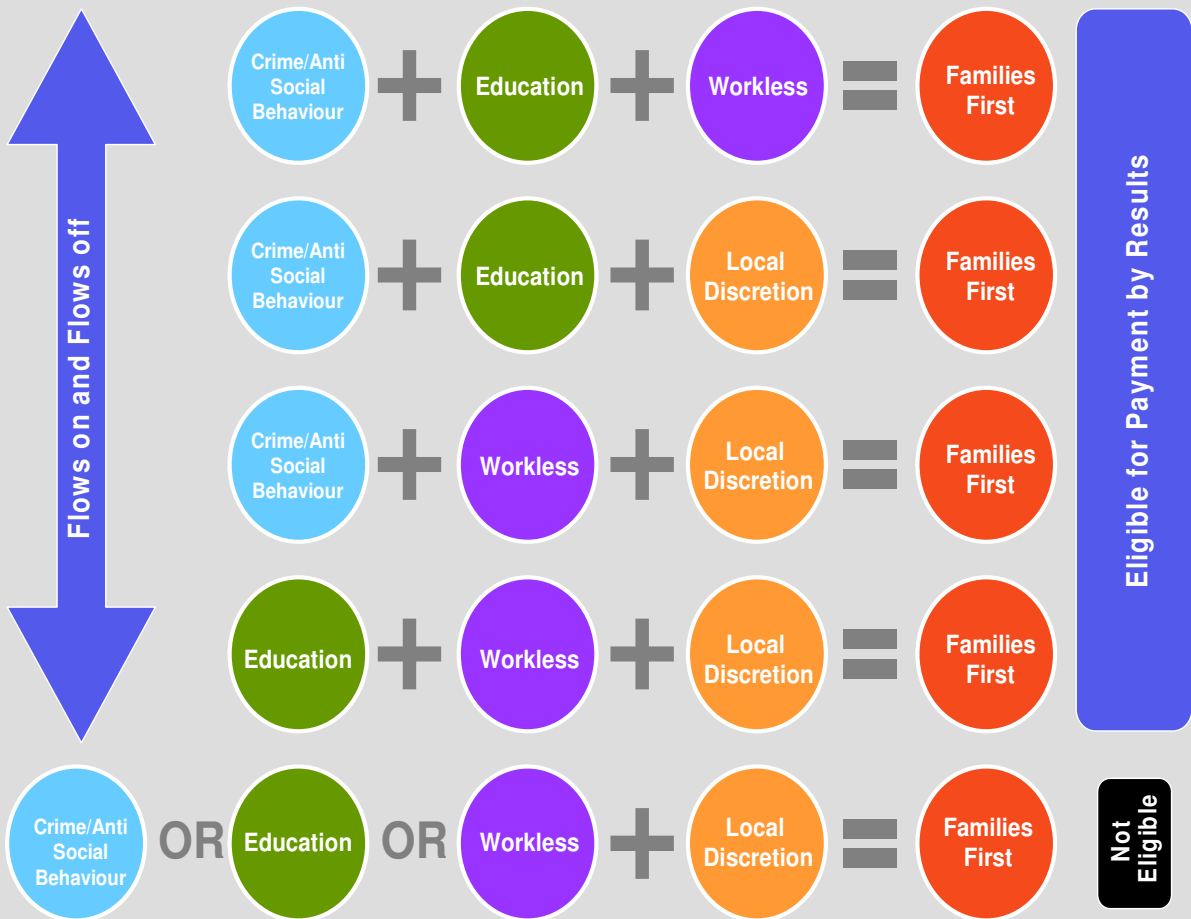 Flows on and Flows off
Crime/Anti
Social
Behaviour
+
Education
+
Workless
=
Families
First
Eligible for Payment by Results
Crime/Anti
Social
Behaviour
+
Education
+
Local
Discretion
=
Families
First
Crime/Anti
Social
Behaviour
+
Workless
+
Local
Discretion
=
Families
First
Education
+
Workless
+
Local
Discretion
=
Families
First
Crime/Anti
Social
Behaviour
OR
Education
OR
Workless
+
Local
Discretion
=
Families
First
Not
Eligible